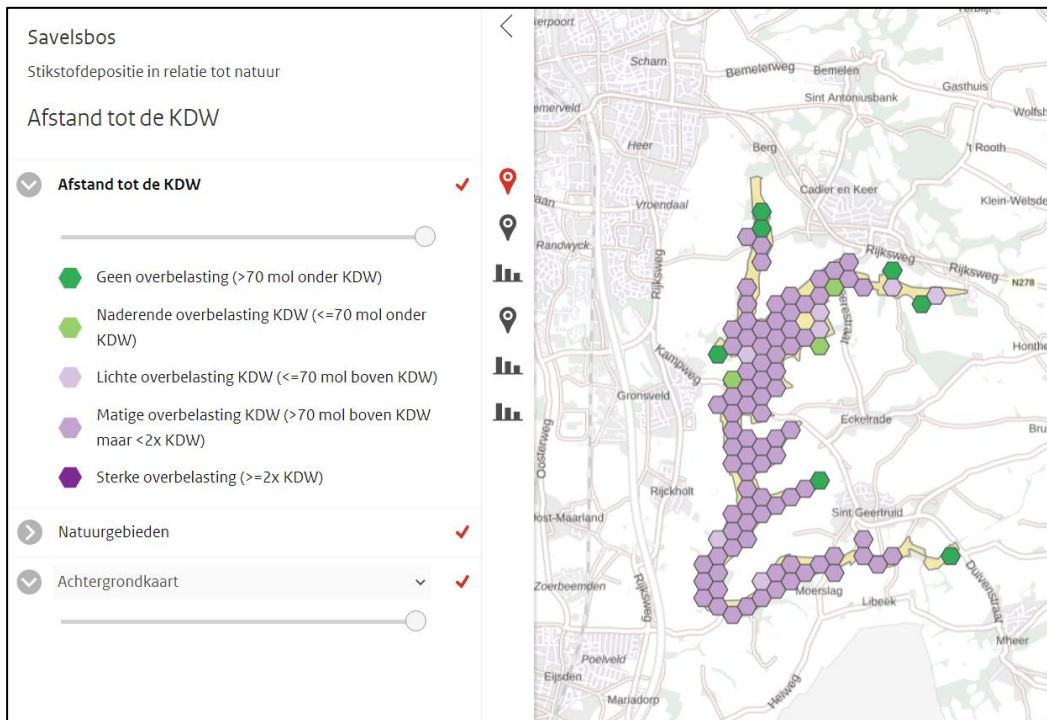 Savelsbos
Stikstofdepositie in relatie tot natuur
Afstand tot de KDW
Afstand tot de KDW
Geen overbelasting (>70 mol onder KDW)
Naderende overbelasting KDW (<=70 mol onder
KDW)
Lichte overbelasting KDW (<=70 mol boven KDW)
Matige overbelasting KDW (>70 mol boven KDW
maar <2x KDW)
Sterke overbelasting (>=2x KDW)
Natuurgebieden
Achtergrondkaart
Scharn
Bemelerweg
Bemelen
Gasthuis
Sint Antoniusbank
Heer
Berg
't Rooth
Cadier en Keer
Vroendaal
Randwyck
Rijksweg
Rijksweg
Rijksweg
N278
Kampweg
Gronsveld
Eckelrade
Oosterweg
Rijckholt
Sint Geertruid
Rijksweg
Moerslag
Libeek
Duivenstraat
Mheer
Poelveld
Eijsden
Mariadorp
Heiweg